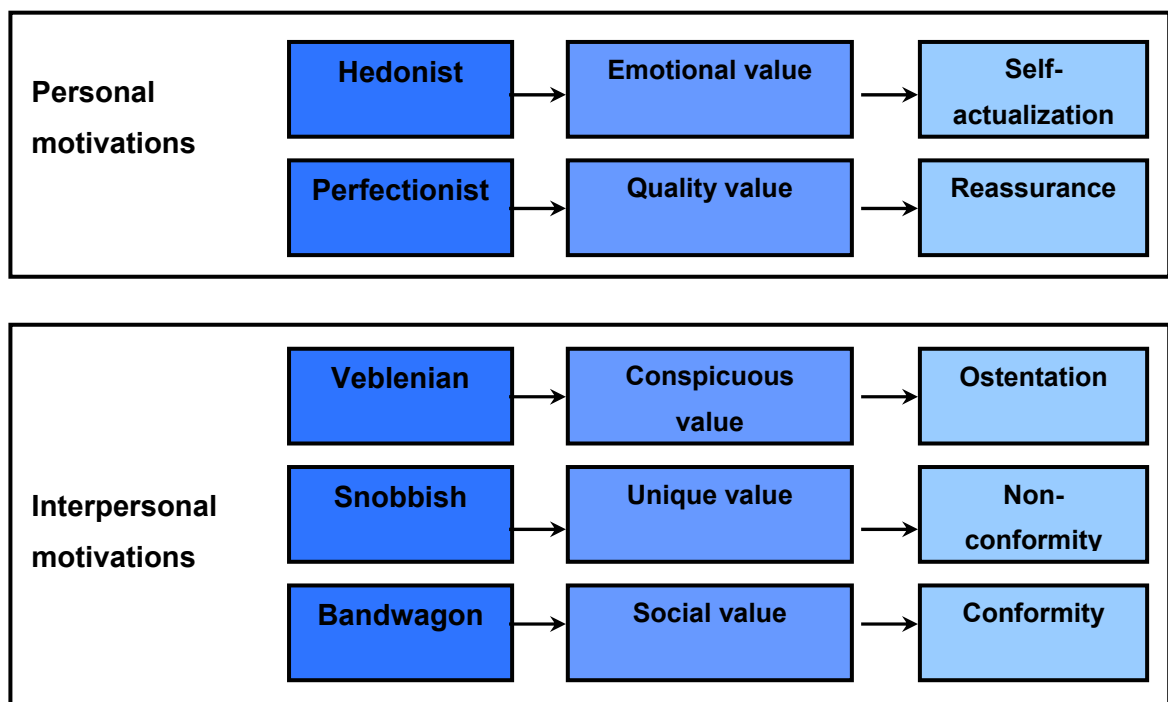 Personal
motivations
Hedonist
Emotional value
Self-
actualization
Perfectionist
Quality value
Reassurance
Interpersonal
motivations
Veblenian
Conspicuous
value
Ostentation
Snobbish
Unique value
Non-
conformity
Bandwagon
Social value
Conformity